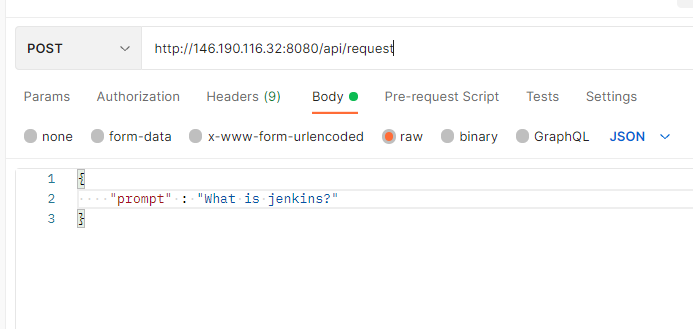 POST http://146.190.116.32:8080/api/request
Params Authorization Headers (9) Body Pre-request Script Tests Settings
none form-data x-www-form-urlencoded raw binary GraphQL JSON
1 {
2 "prompt" : "What is jenkins?"
3 }